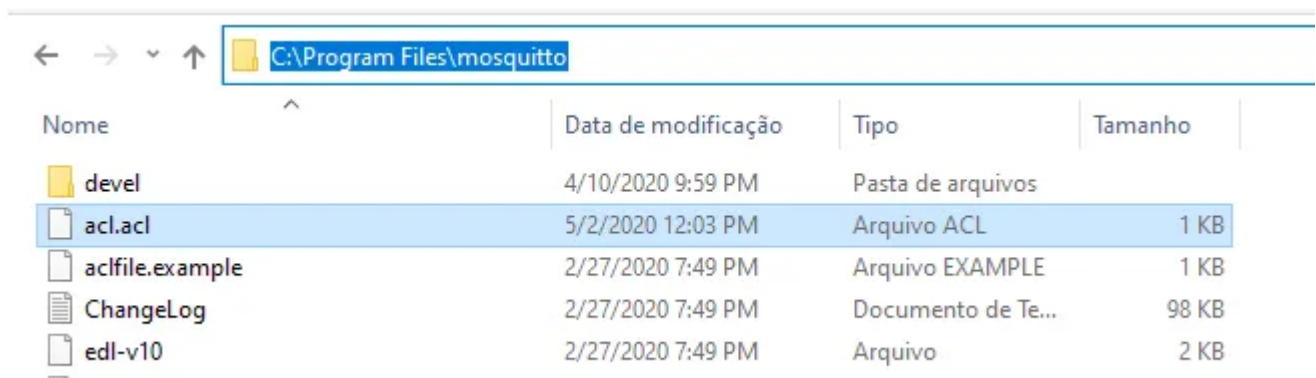 C:\Program Files\mosquitto
Nome Data de modificação Tipo Tamanho
devel 4/10/2020 9:59 PM Pasta de arquivos
acl.acl 5/2/2020 12:03 PM Arquivo ACL 1 KB
aclfile.example 2/27/2020 7:49 PM Arquivo EXAMPLE 1 KB
ChangeLog 2/27/2020 7:49 PM Documento de Te... 98 KB
edl-v10 2/27/2020 7:49 PM Arquivo 2 KB